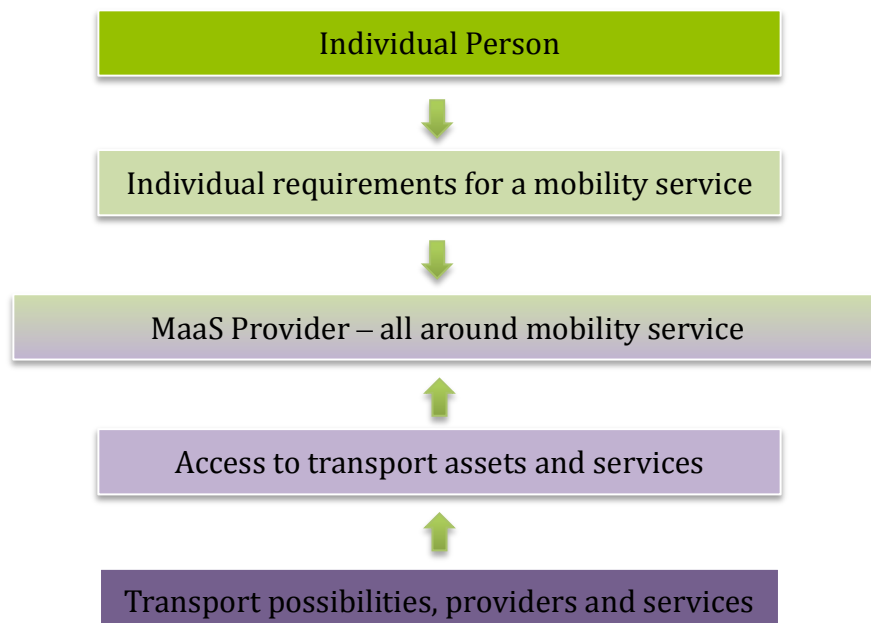 Individual Person
Individual requirements for a mobility service
MaaS Provider – all around mobility service
Access to transport assets and services
Transport possibilities, providers and services